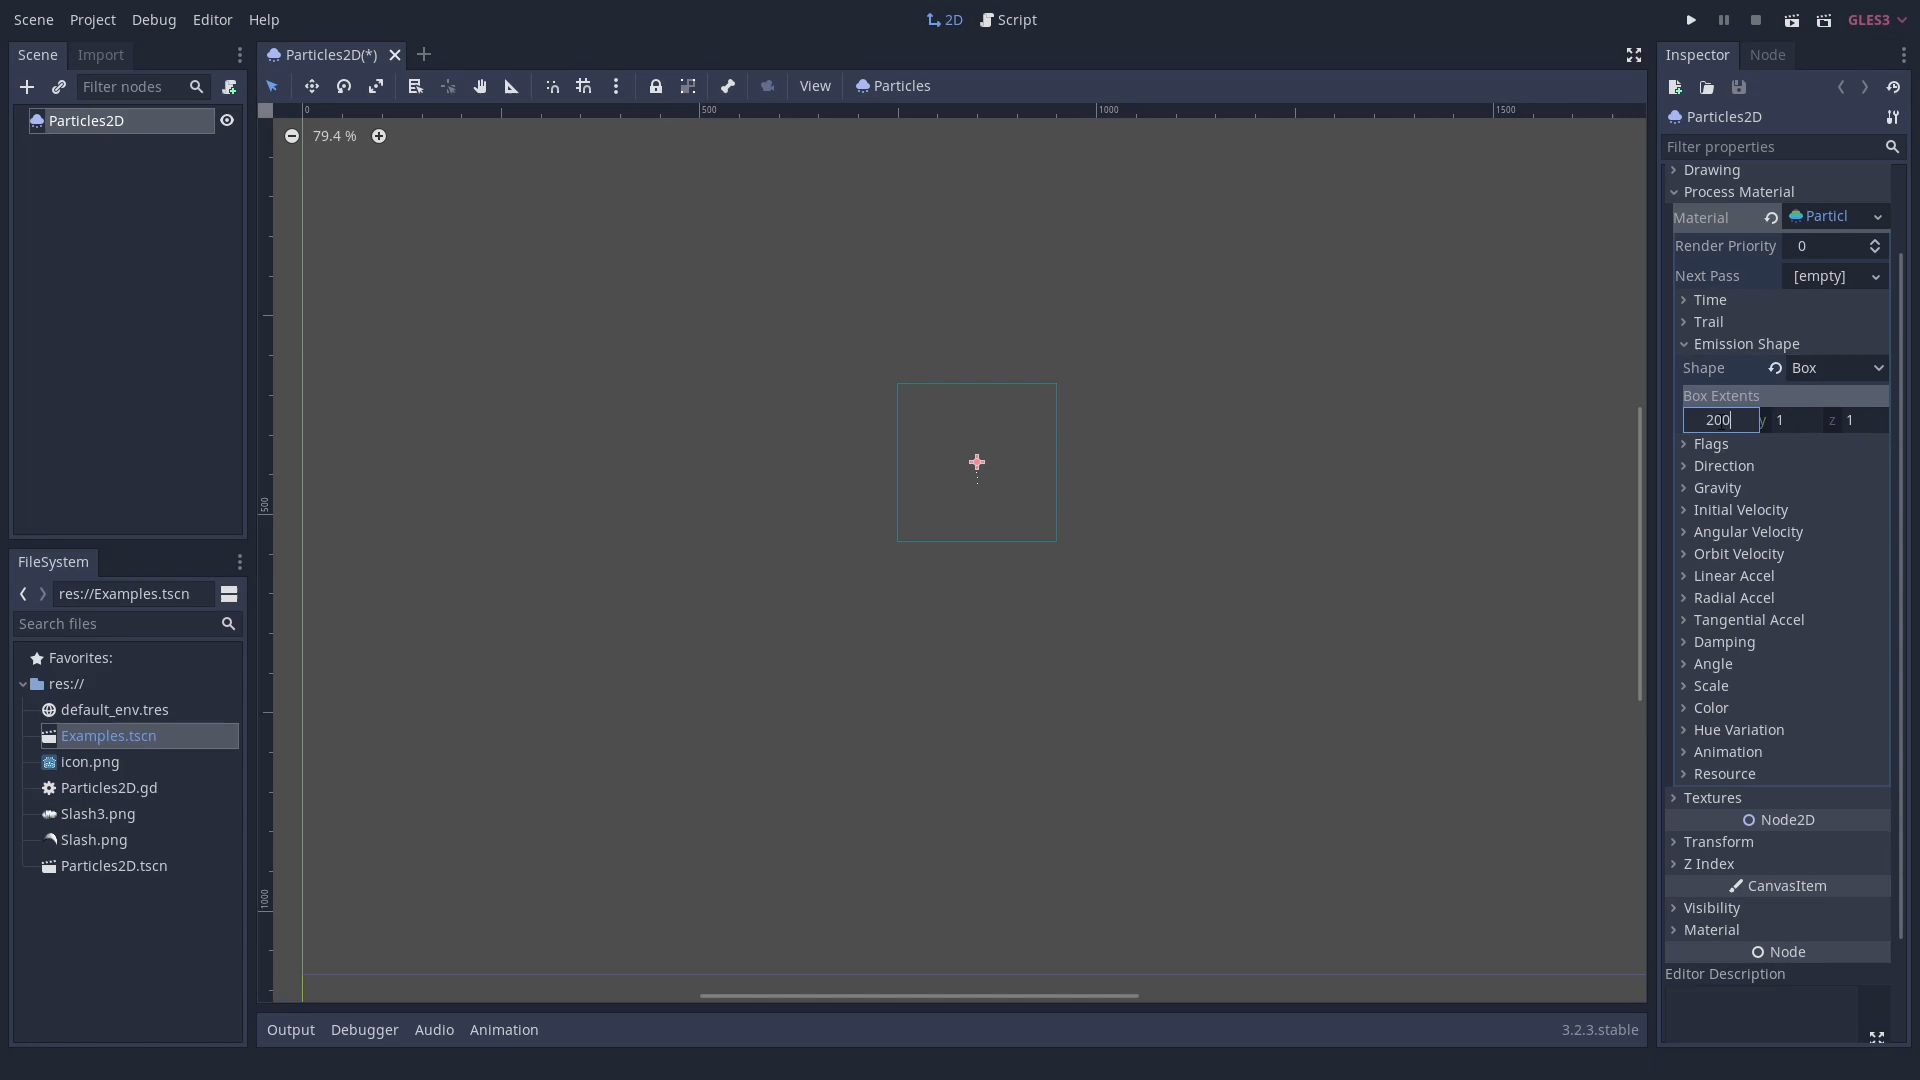 Scene Project Debug Editor Help
2D Script
GLES3
Scene Import
Filter nodes
Particles2D
Particles2D(*)
View Particles
0 500 1000 1500
79.4 %
500
1000
FileSystem
res://Examples.tscn
Search files
Favorites:
res://
default_env.tres
Examples.tscn
icon.png
Particles2D.gd
Slash3.png
Slash.png
Particles2D.tscn
Output Debugger Audio Animation
3.2.3.stable
Inspector Node
Particles2D
Filter properties
Drawing
Process Material
Material Particl
Render Priority 0
Next Pass [empty]
Time
Trail
Emission Shape
Shape Box
Box Extents
200 y 1 z 1
Flags
Direction
Gravity
Initial Velocity
Angular Velocity
Orbit Velocity
Linear Accel
Radial Accel
Tangential Accel
Damping
Angle
Scale
Color
Hue Variation
Animation
Resource
Textures
Node2D
Transform
Z Index
CanvasItem
Visibility
Material
Node
Editor Description